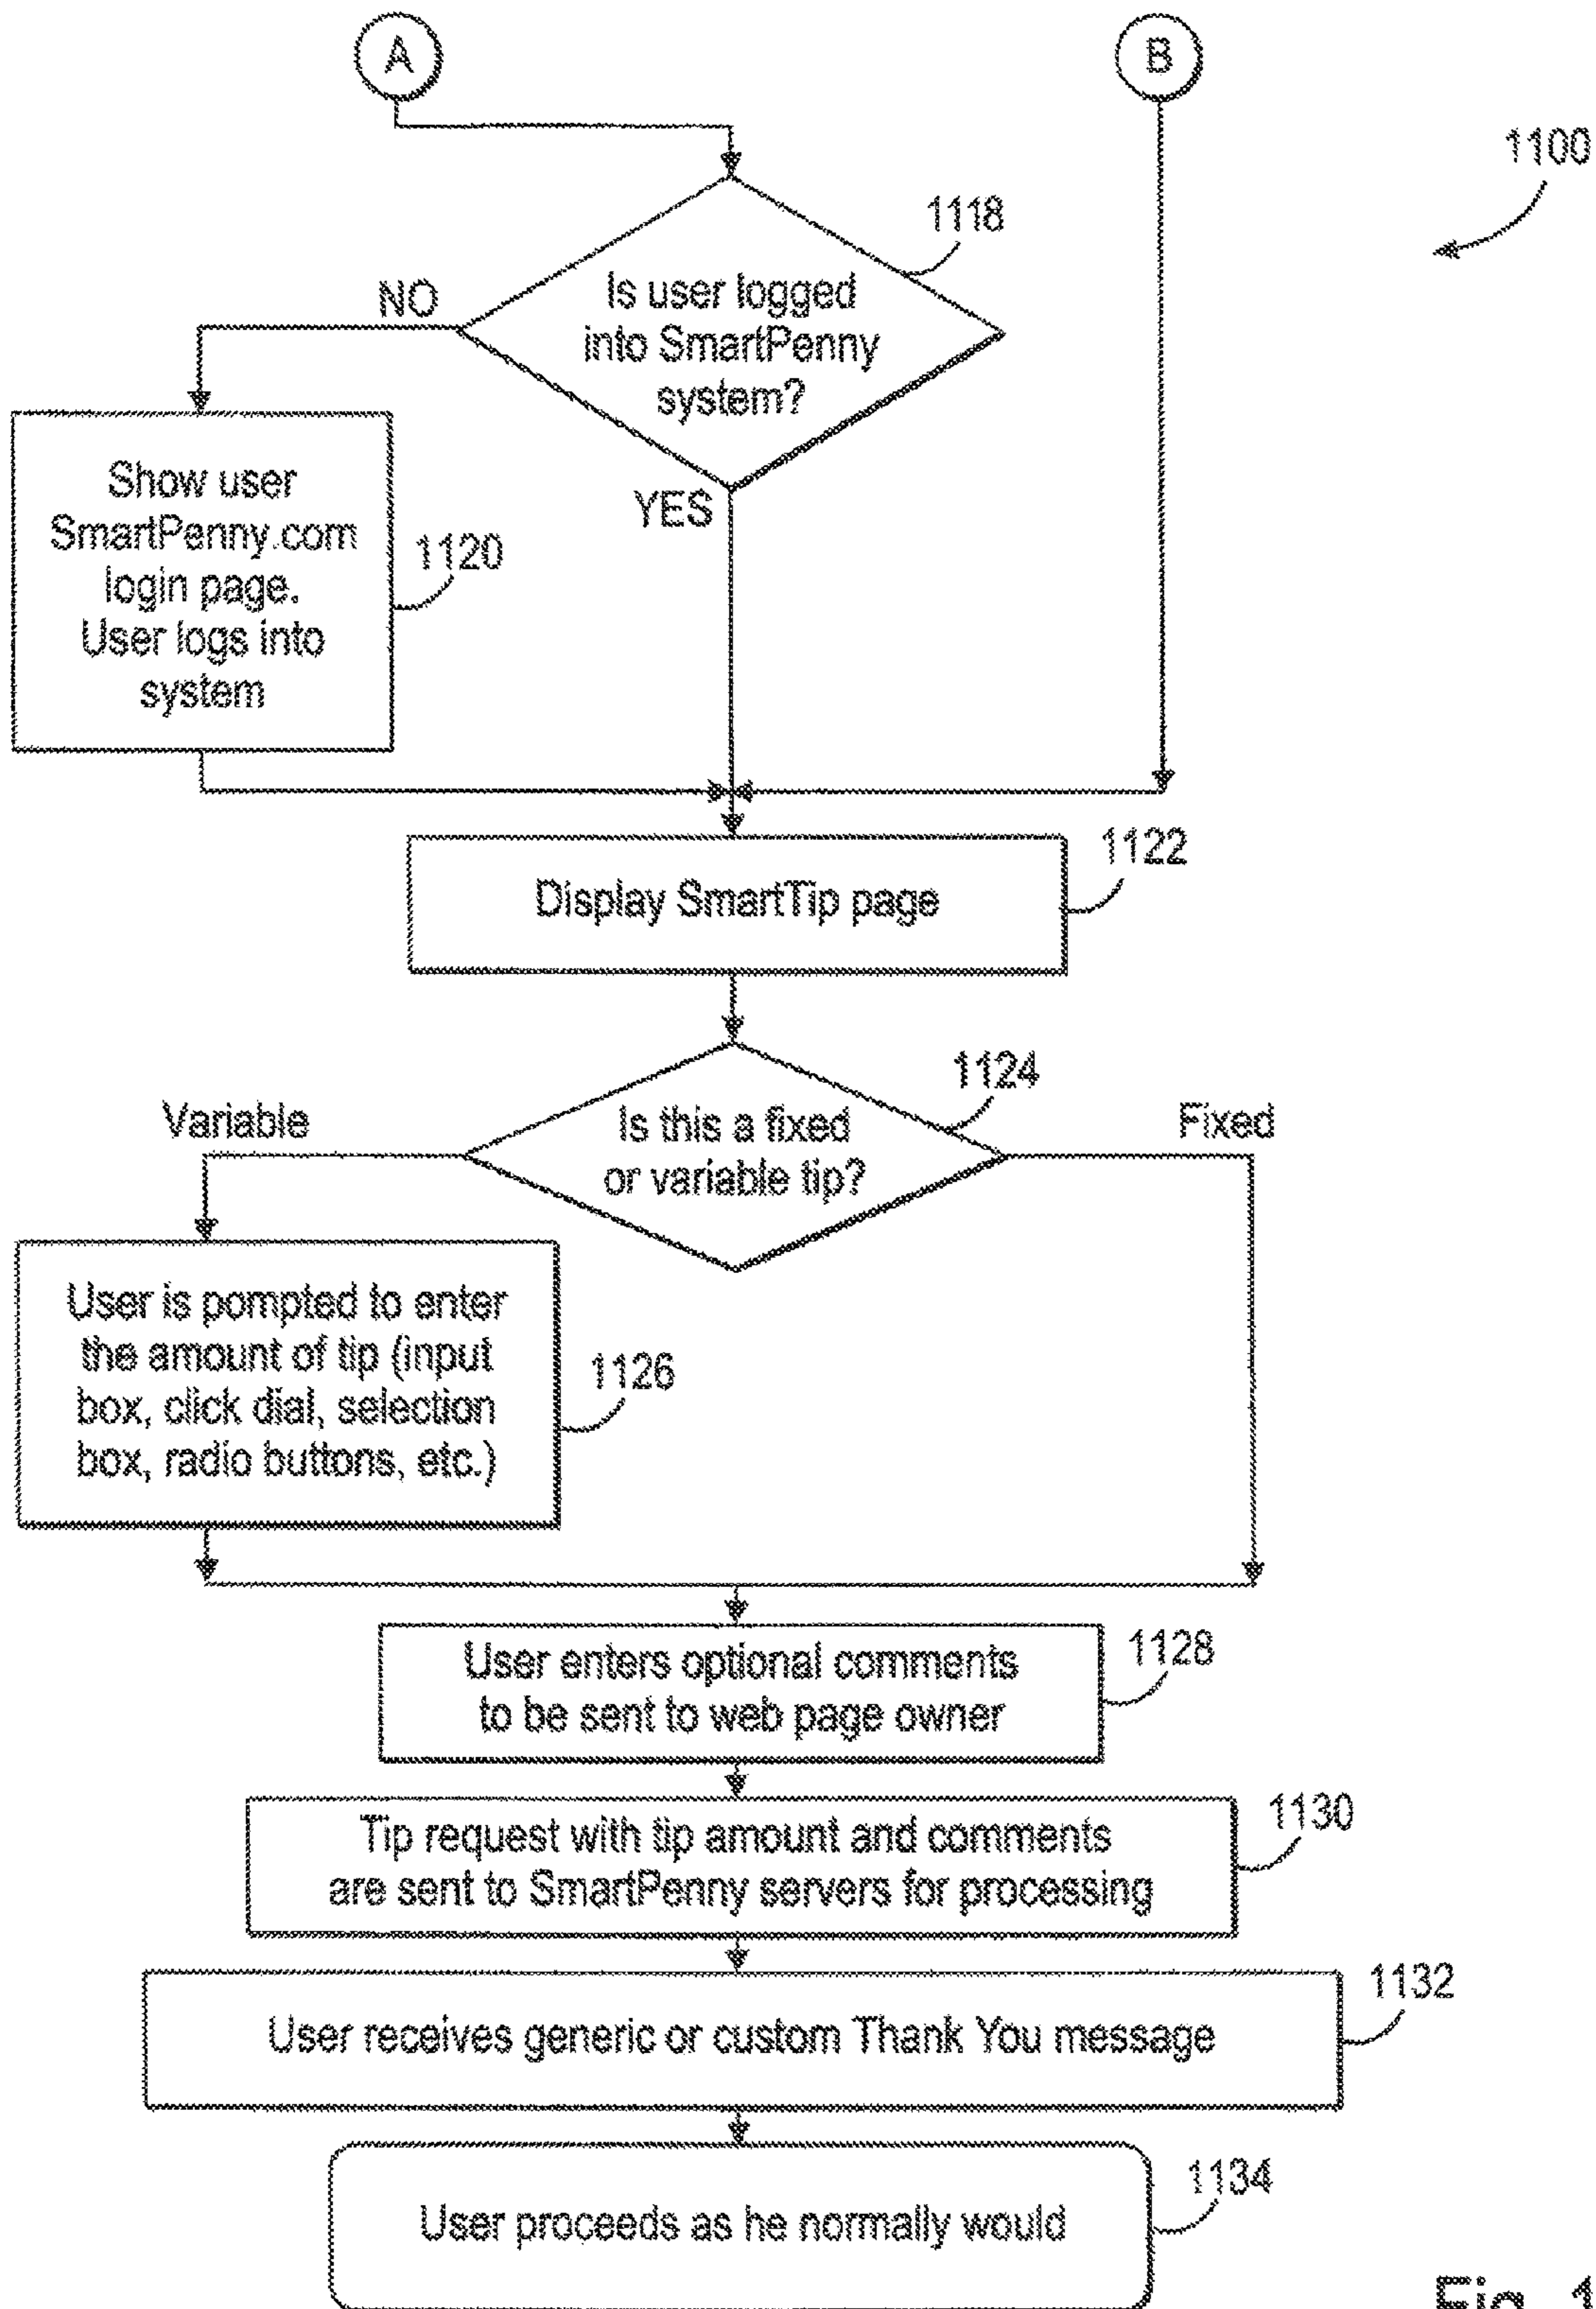 A
B
1100
1118
NO
Is user logged
into SmartPenny
system?
YES
Show user
SmartPenny.com
login page.
User logs into
system
1120
1122
Display SmartTip page
1124
Variable
Is this a fixed
or variable tip?
Fixed
User is pompted to enter
the amount of tip (input
box, click dial, selection
box, radio buttons, etc.)
1126
User enters optional comments
to be sent to web page owner
1128
Tip request with tip amount and comments
are sent to SmartPenny servers for processing
1130
User receives generic or custom Thank You message
1132
User proceeds as he normally would
1134
Fig. 1